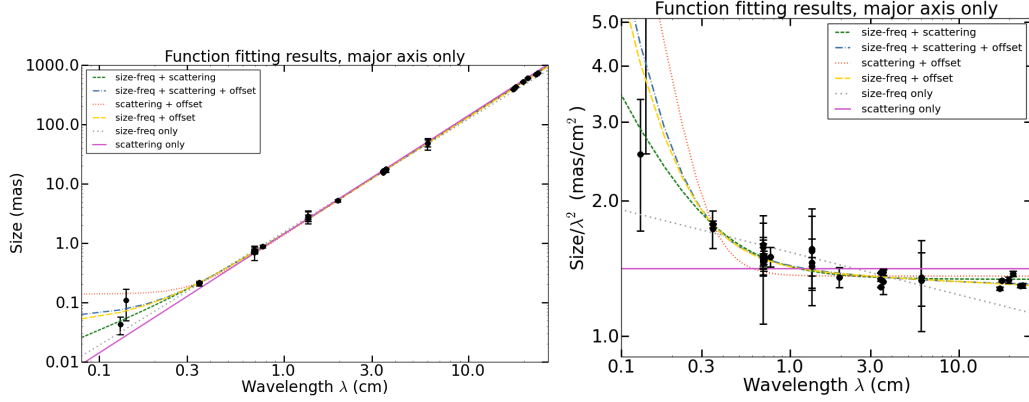 Function fitting results, major axis only
1000.0
100.0
10.0
1.0
0.1
0.01
Size (mas)
size-freq + scattering
size-freq + scattering + offset
scattering + offset
size-freq + offset
size-freq only
scattering only
0.1
0.3
1.0
3.0
10.0
Wavelength λ (cm)
Function fitting results, major axis only
5.0
4.0
3.0
2.0
1.0
Size/λ² (mas/cm²)
size-freq + scattering
size-freq + scattering + offset
scattering + offset
size-freq + offset
size-freq only
scattering only
0.1
0.3
1.0
3.0
10.0
Wavelength λ (cm)